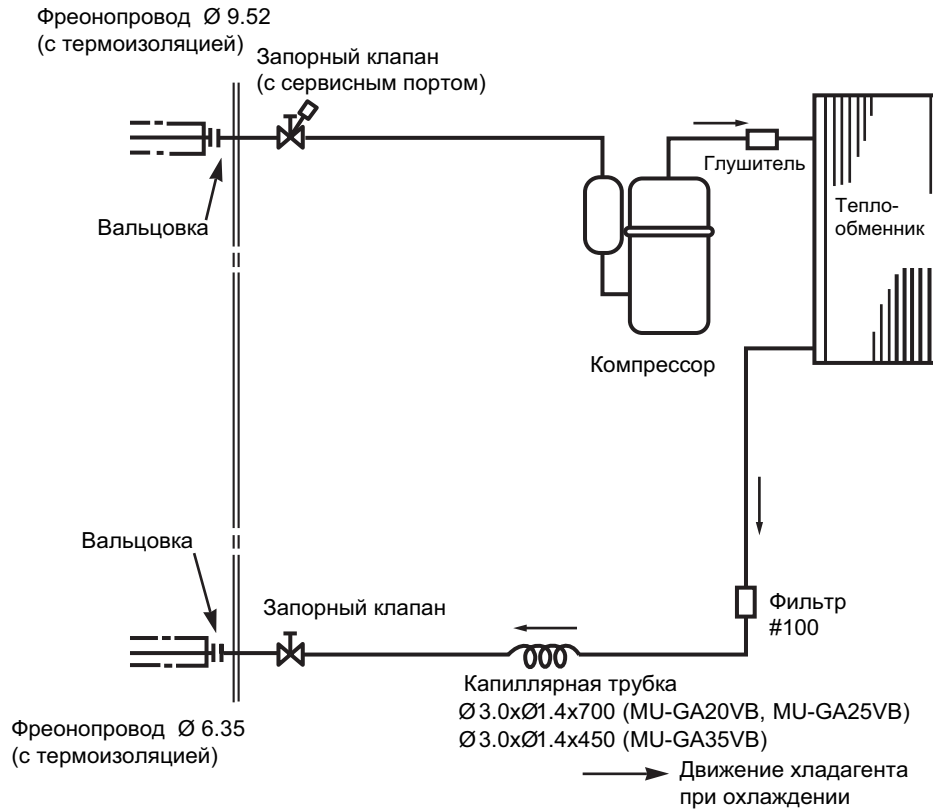 Фреонопровод Ø 9.52
(с термоизоляцией)
Запорный клапан
(с сервисным портом)
Глушитель
Тепло-
обменник
Вальцовка
Компрессор
Вальцовка
Запорный клапан
Фильтр
#100
Капиллярная трубка
Ø3.0xØ1.4x700 (MU-GA20VB, MU-GA25VB)
Ø3.0xØ1.4x450 (MU-GA35VB)
Фреонопровод Ø 6.35
(с термоизоляцией)
Движение хладагента
при охлаждении